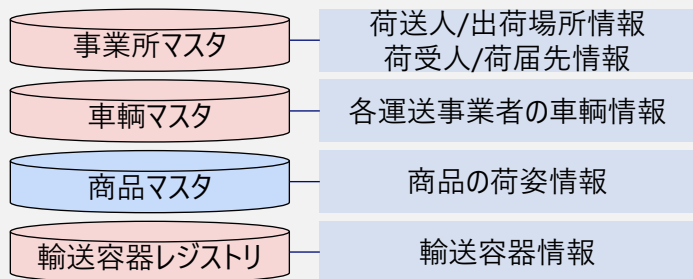 事業所マスタ
荷送人/出荷場所情報
荷受人/荷届先情報
車輌マスタ
各運送事業者の車輌情報
商品マスタ
商品の荷姿情報
輸送容器レジストリ
輸送容器情報